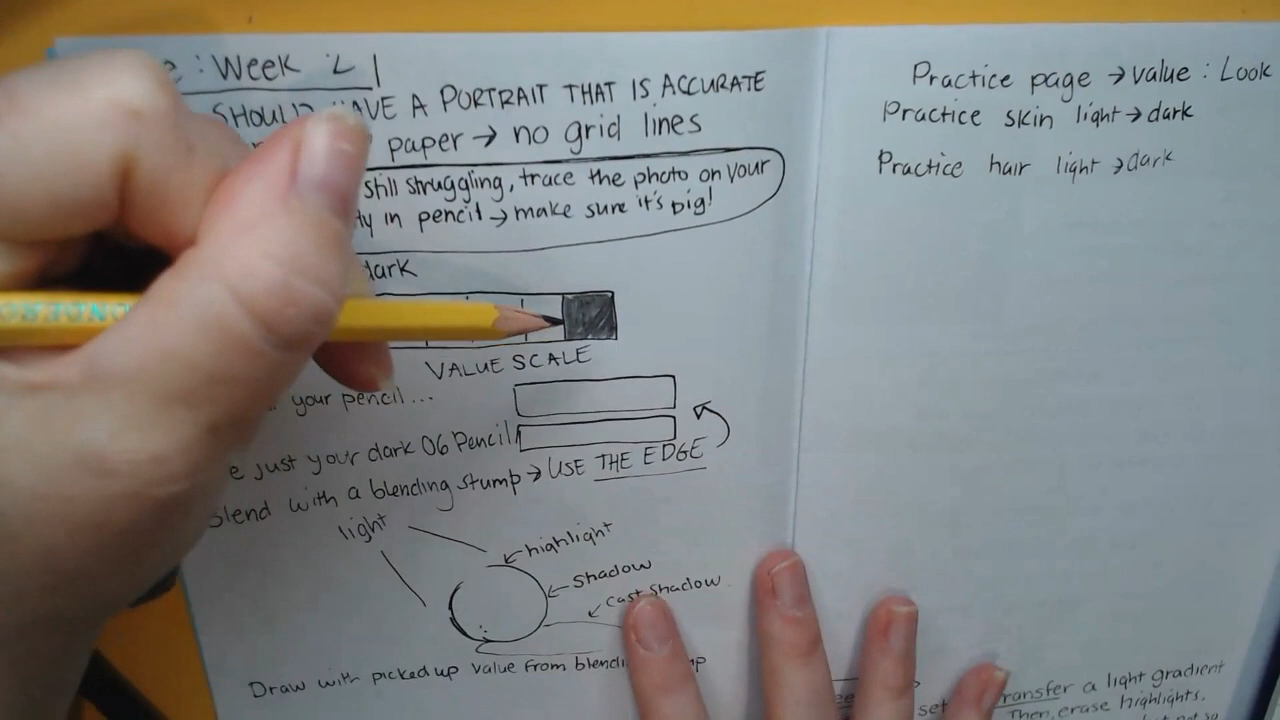 : Week 21
SHOULD HAVE A PORTRAIT THAT IS ACCURATE
paper → no grid lines
still struggling, trace the photo on your
in pencil → make sure it's big!
dark
VALUE SCALE
your pencil...
just your dark 06 Pencil
blend with a blending stump → USE THE EDGE
light
highlight
Shadow
Cast Shadow
Draw with picked up value from
Practice page → value : Look
Practice skin light → dark
Practice hair light → dark
a light gradient
Then, erase highlights,